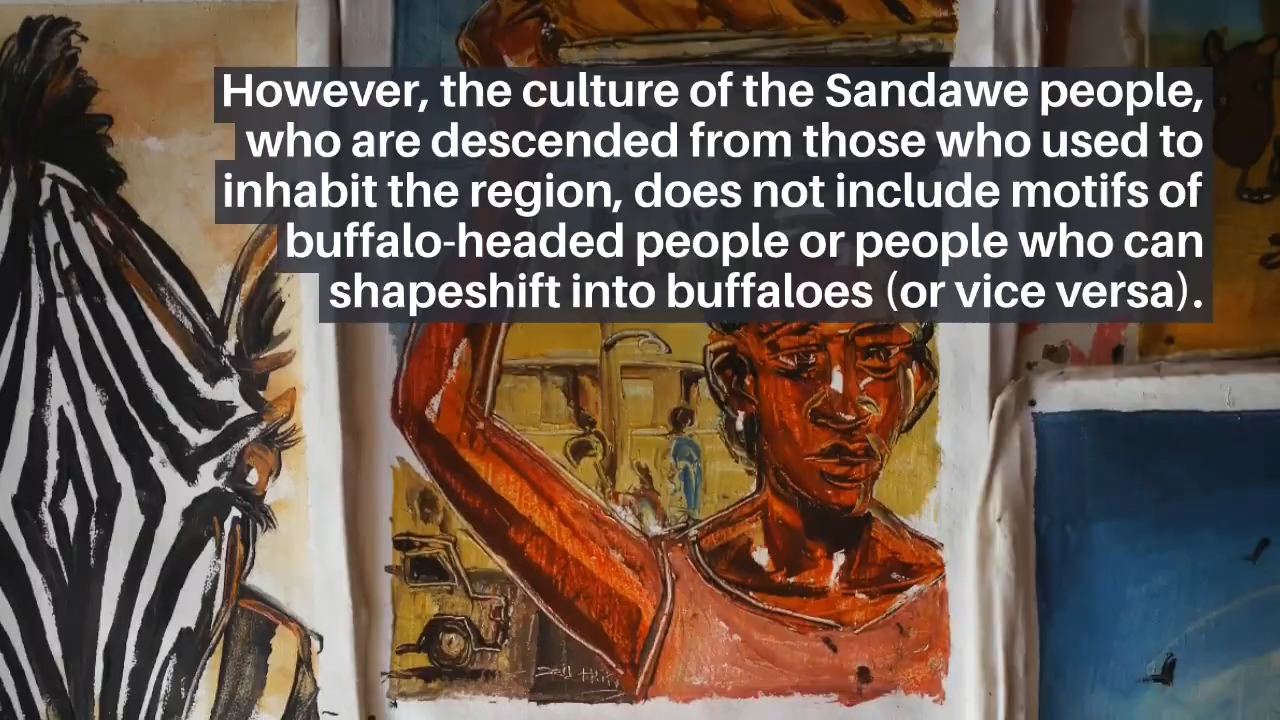 However, the culture of the Sandawe people,
who are descended from those who used to
inhabit the region, does not include motifs of
buffalo-headed people or people who can
shapeshift into buffaloes (or vice versa).